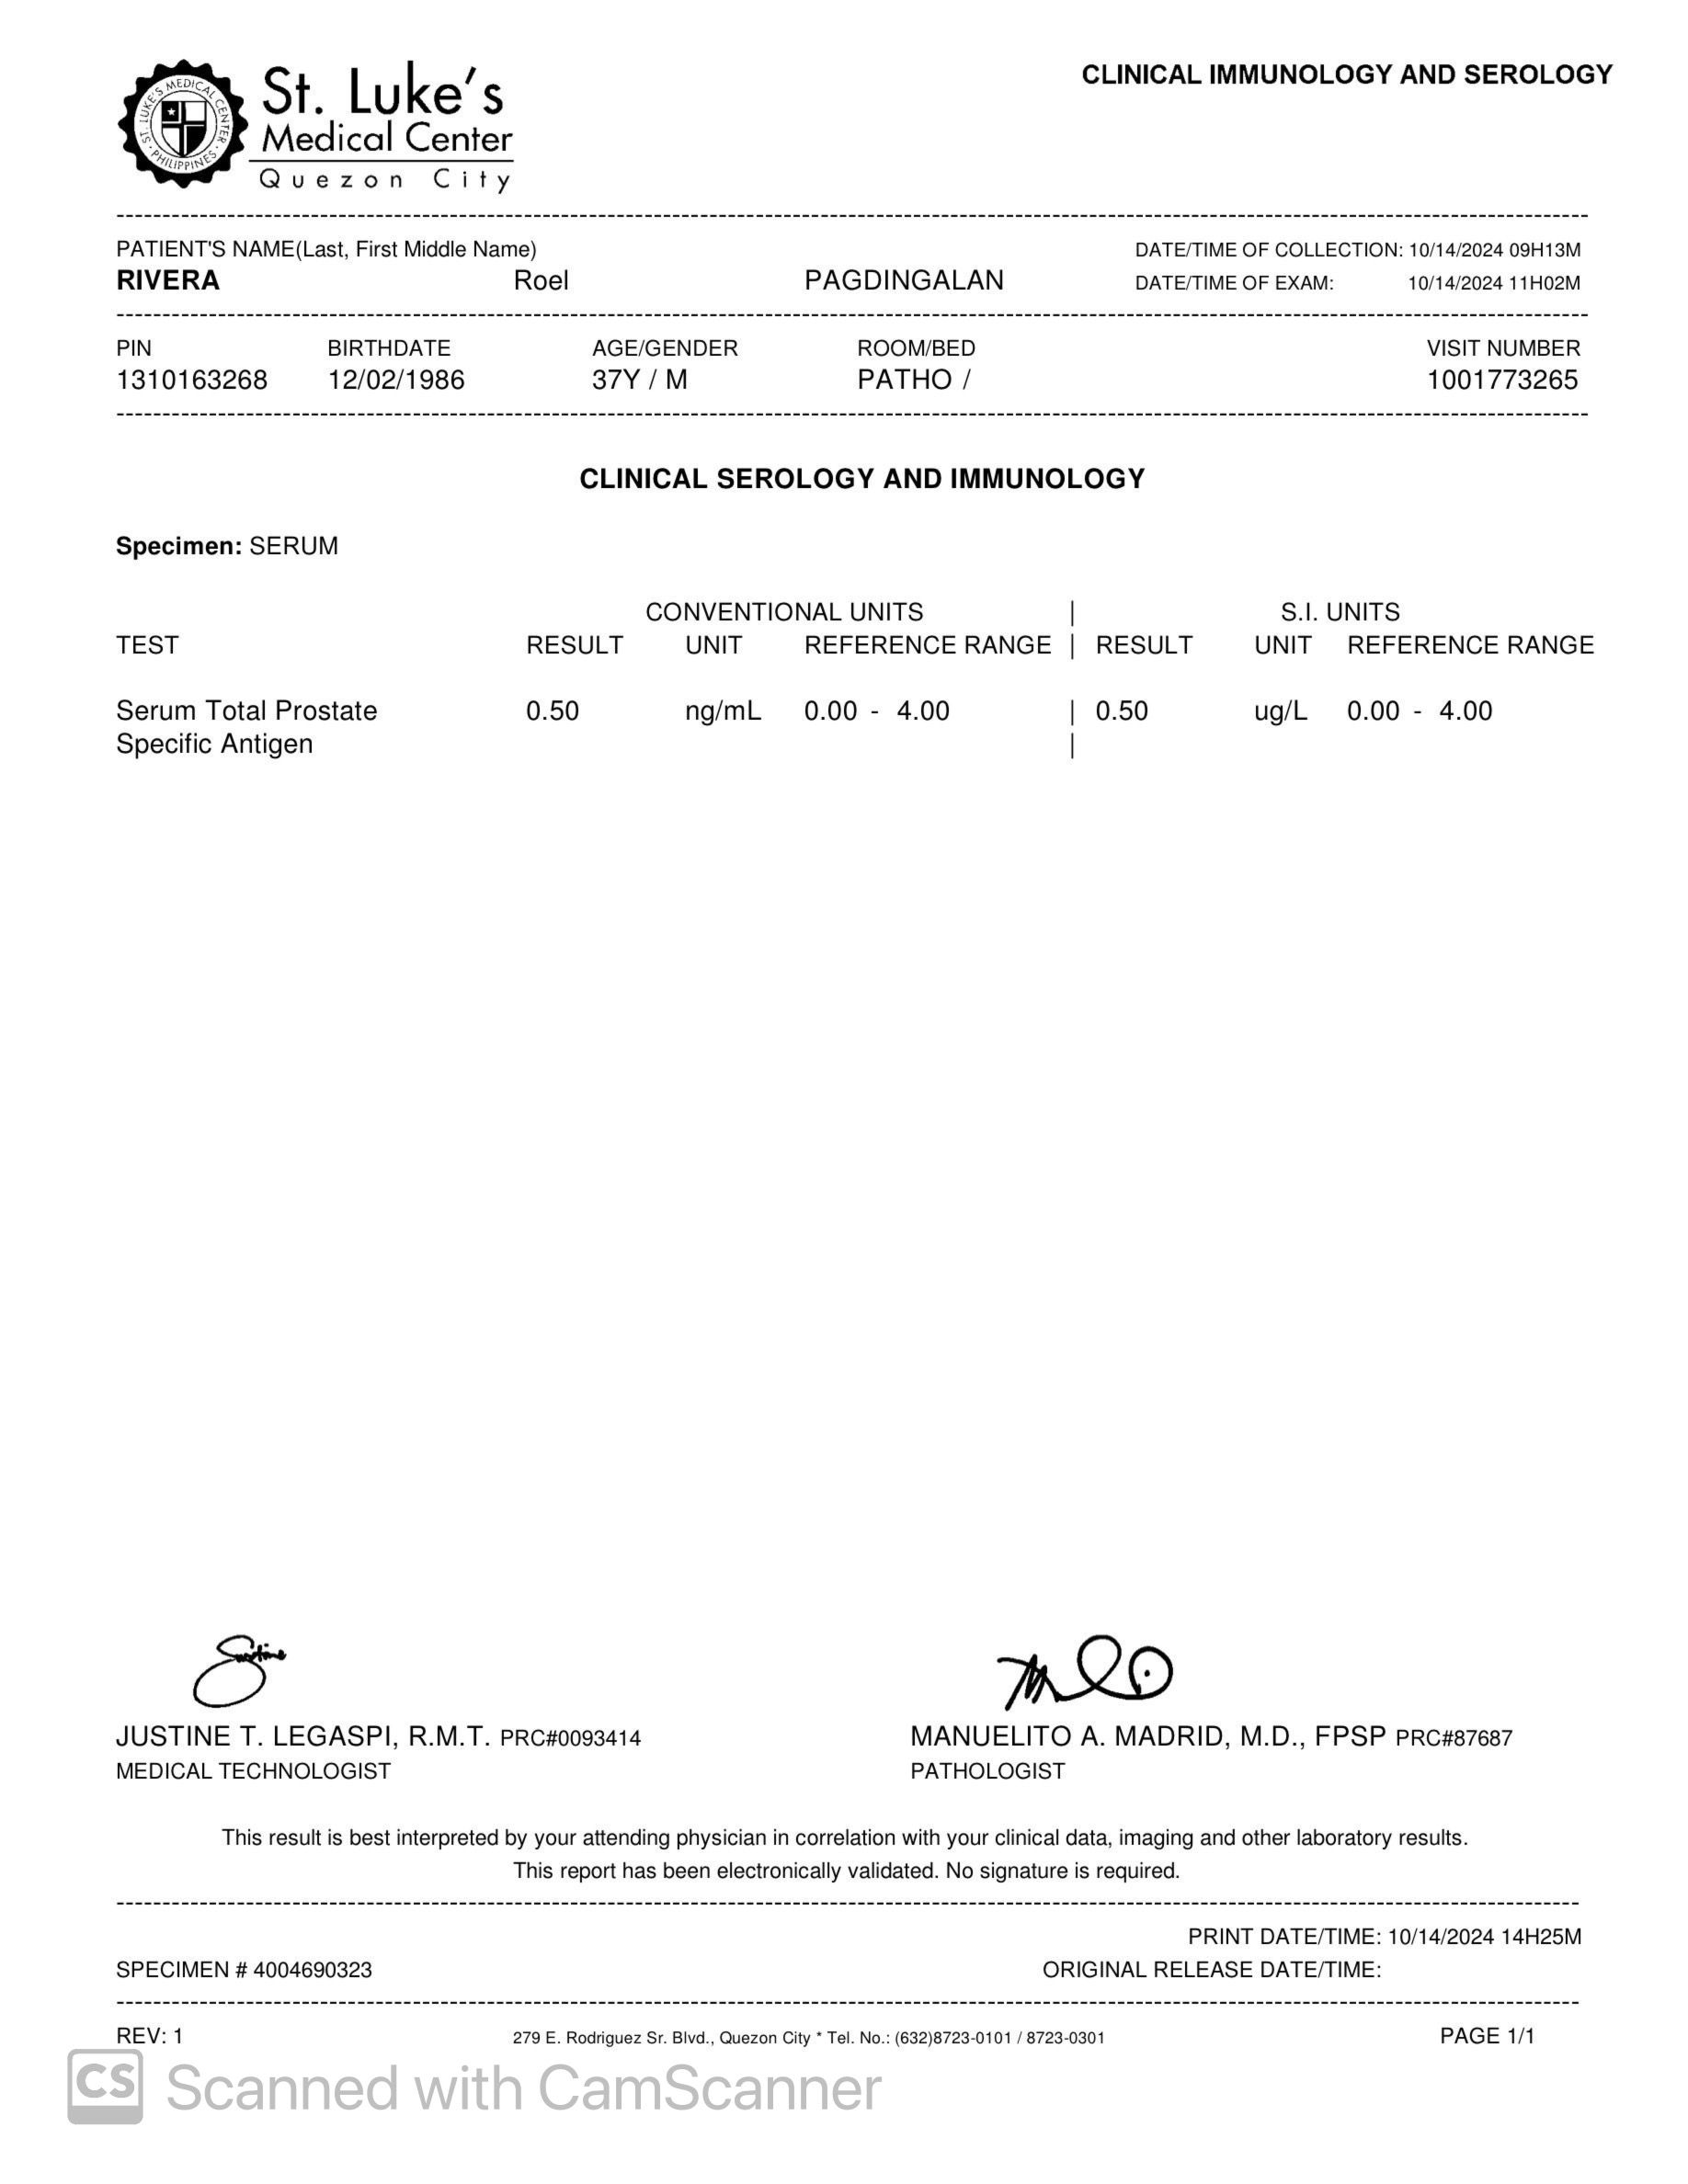 CLINICAL IMMUNOLOGY AND SEROLOGY
ST. LUKE'S MEDICAL CENTER · PHILIPPINES ·
St. Luke's
Medical Center
Quezon City
PATIENT'S NAME(Last, First Middle Name) DATE/TIME OF COLLECTION: 10/14/2024 09H13M
RIVERA Roel PAGDINGALAN DATE/TIME OF EXAM: 10/14/2024 11H02M
PIN BIRTHDATE AGE/GENDER ROOM/BED VISIT NUMBER
1310163268 12/02/1986 37Y / M PATHO / 1001773265
CLINICAL SEROLOGY AND IMMUNOLOGY
Specimen: SERUM
CONVENTIONAL UNITS | S.I. UNITS
TEST RESULT UNIT REFERENCE RANGE | RESULT UNIT REFERENCE RANGE
Serum Total Prostate 0.50 ng/mL 0.00 - 4.00 | 0.50 ug/L 0.00 - 4.00
Specific Antigen |
Justine
JUSTINE T. LEGASPI, R.M.T. PRC#0093414 MANUELITO A. MADRID, M.D., FPSP PRC#87687
MEDICAL TECHNOLOGIST PATHOLOGIST
This result is best interpreted by your attending physician in correlation with your clinical data, imaging and other laboratory results.
This report has been electronically validated. No signature is required.
PRINT DATE/TIME: 10/14/2024 14H25M
SPECIMEN # 4004690323 ORIGINAL RELEASE DATE/TIME:
REV: 1 279 E. Rodriguez Sr. Blvd., Quezon City * Tel. No.: (632)8723-0101 / 8723-0301 PAGE 1/1
CS Scanned with CamScanner